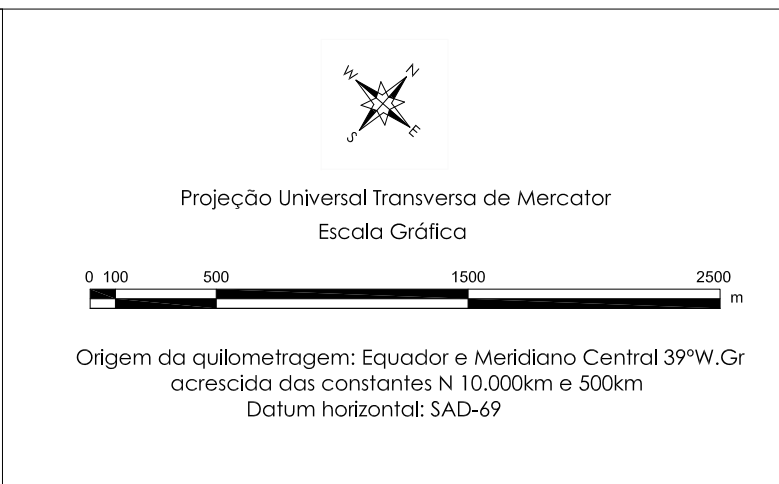 W N
S E
Projeção Universal Transversa de Mercator
Escala Gráfica
0 100 500 1500 2500
m
Origem da quilometragem: Equador e Meridiano Central 39ºW.Gr
acrescida das constantes N 10.000km e 500km
Datum horizontal: SAD-69